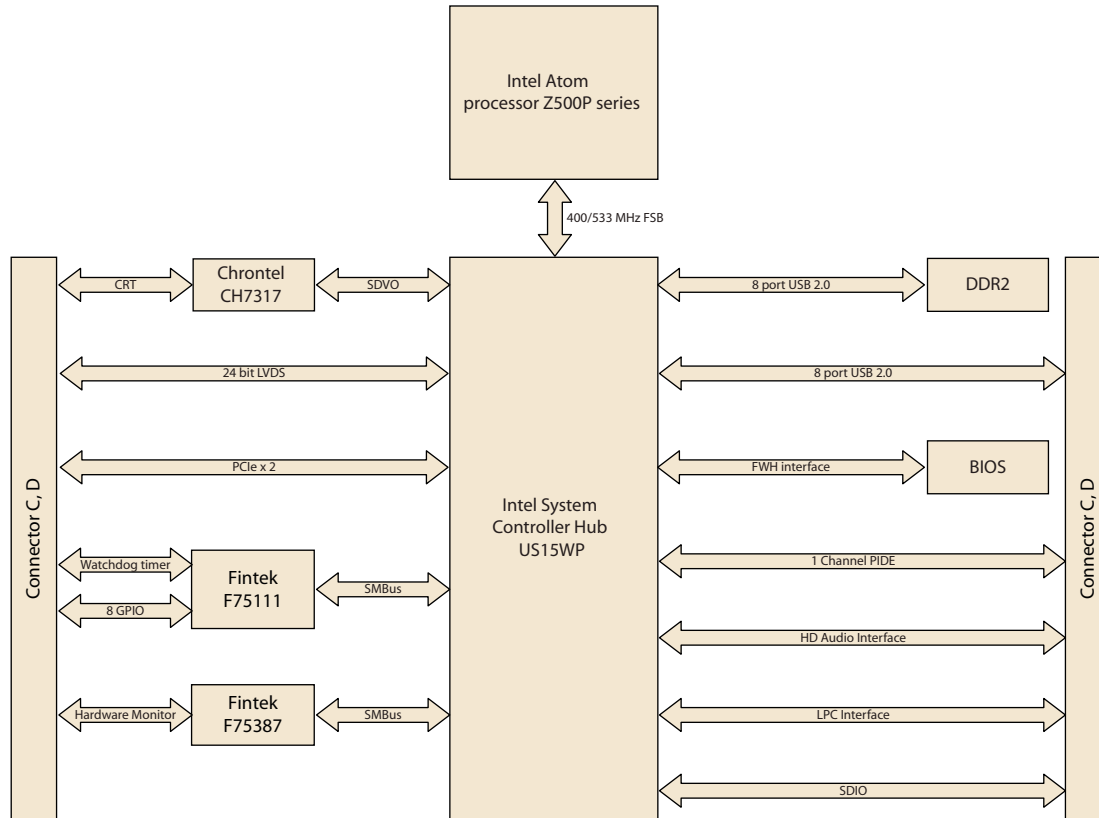 Intel Atom
processor Z500P series
400/533 MHz FSB
Connector C, D
CRT
Chrontel
CH7317
SDVO
24 bit LVDS
PCIe x 2
Watchdog timer
8 GPIO
Fintek
F75111
SMBus
Hardware Monitor
Fintek
F75387
SMBus
Intel System
Controller Hub
US15WP
8 port USB 2.0
DDR2
8 port USB 2.0
FWH interface
BIOS
1 Channel PIDE
HD Audio Interface
LPC Interface
SDIO
Connector C, D